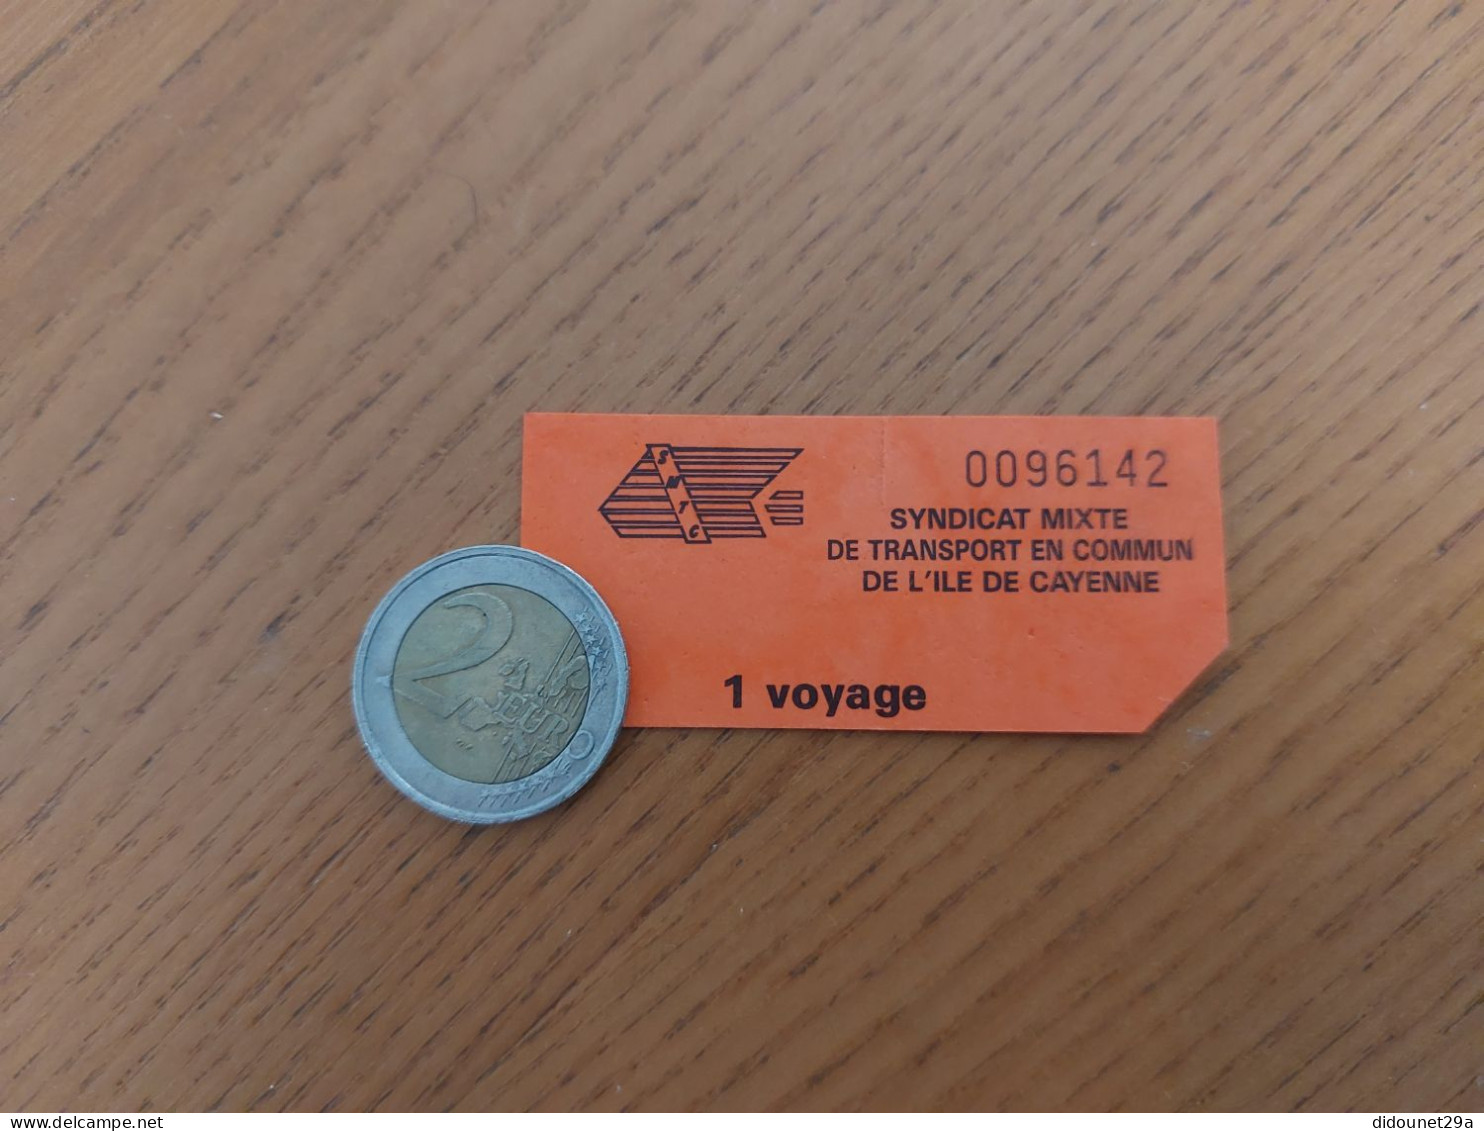 SMTC
0096142
SYNDICAT MIXTE
DE TRANSPORT EN COMMUN
DE L'ILE DE CAYENNE
1 voyage
2
EURO
www.delcampe.net
didounet29a